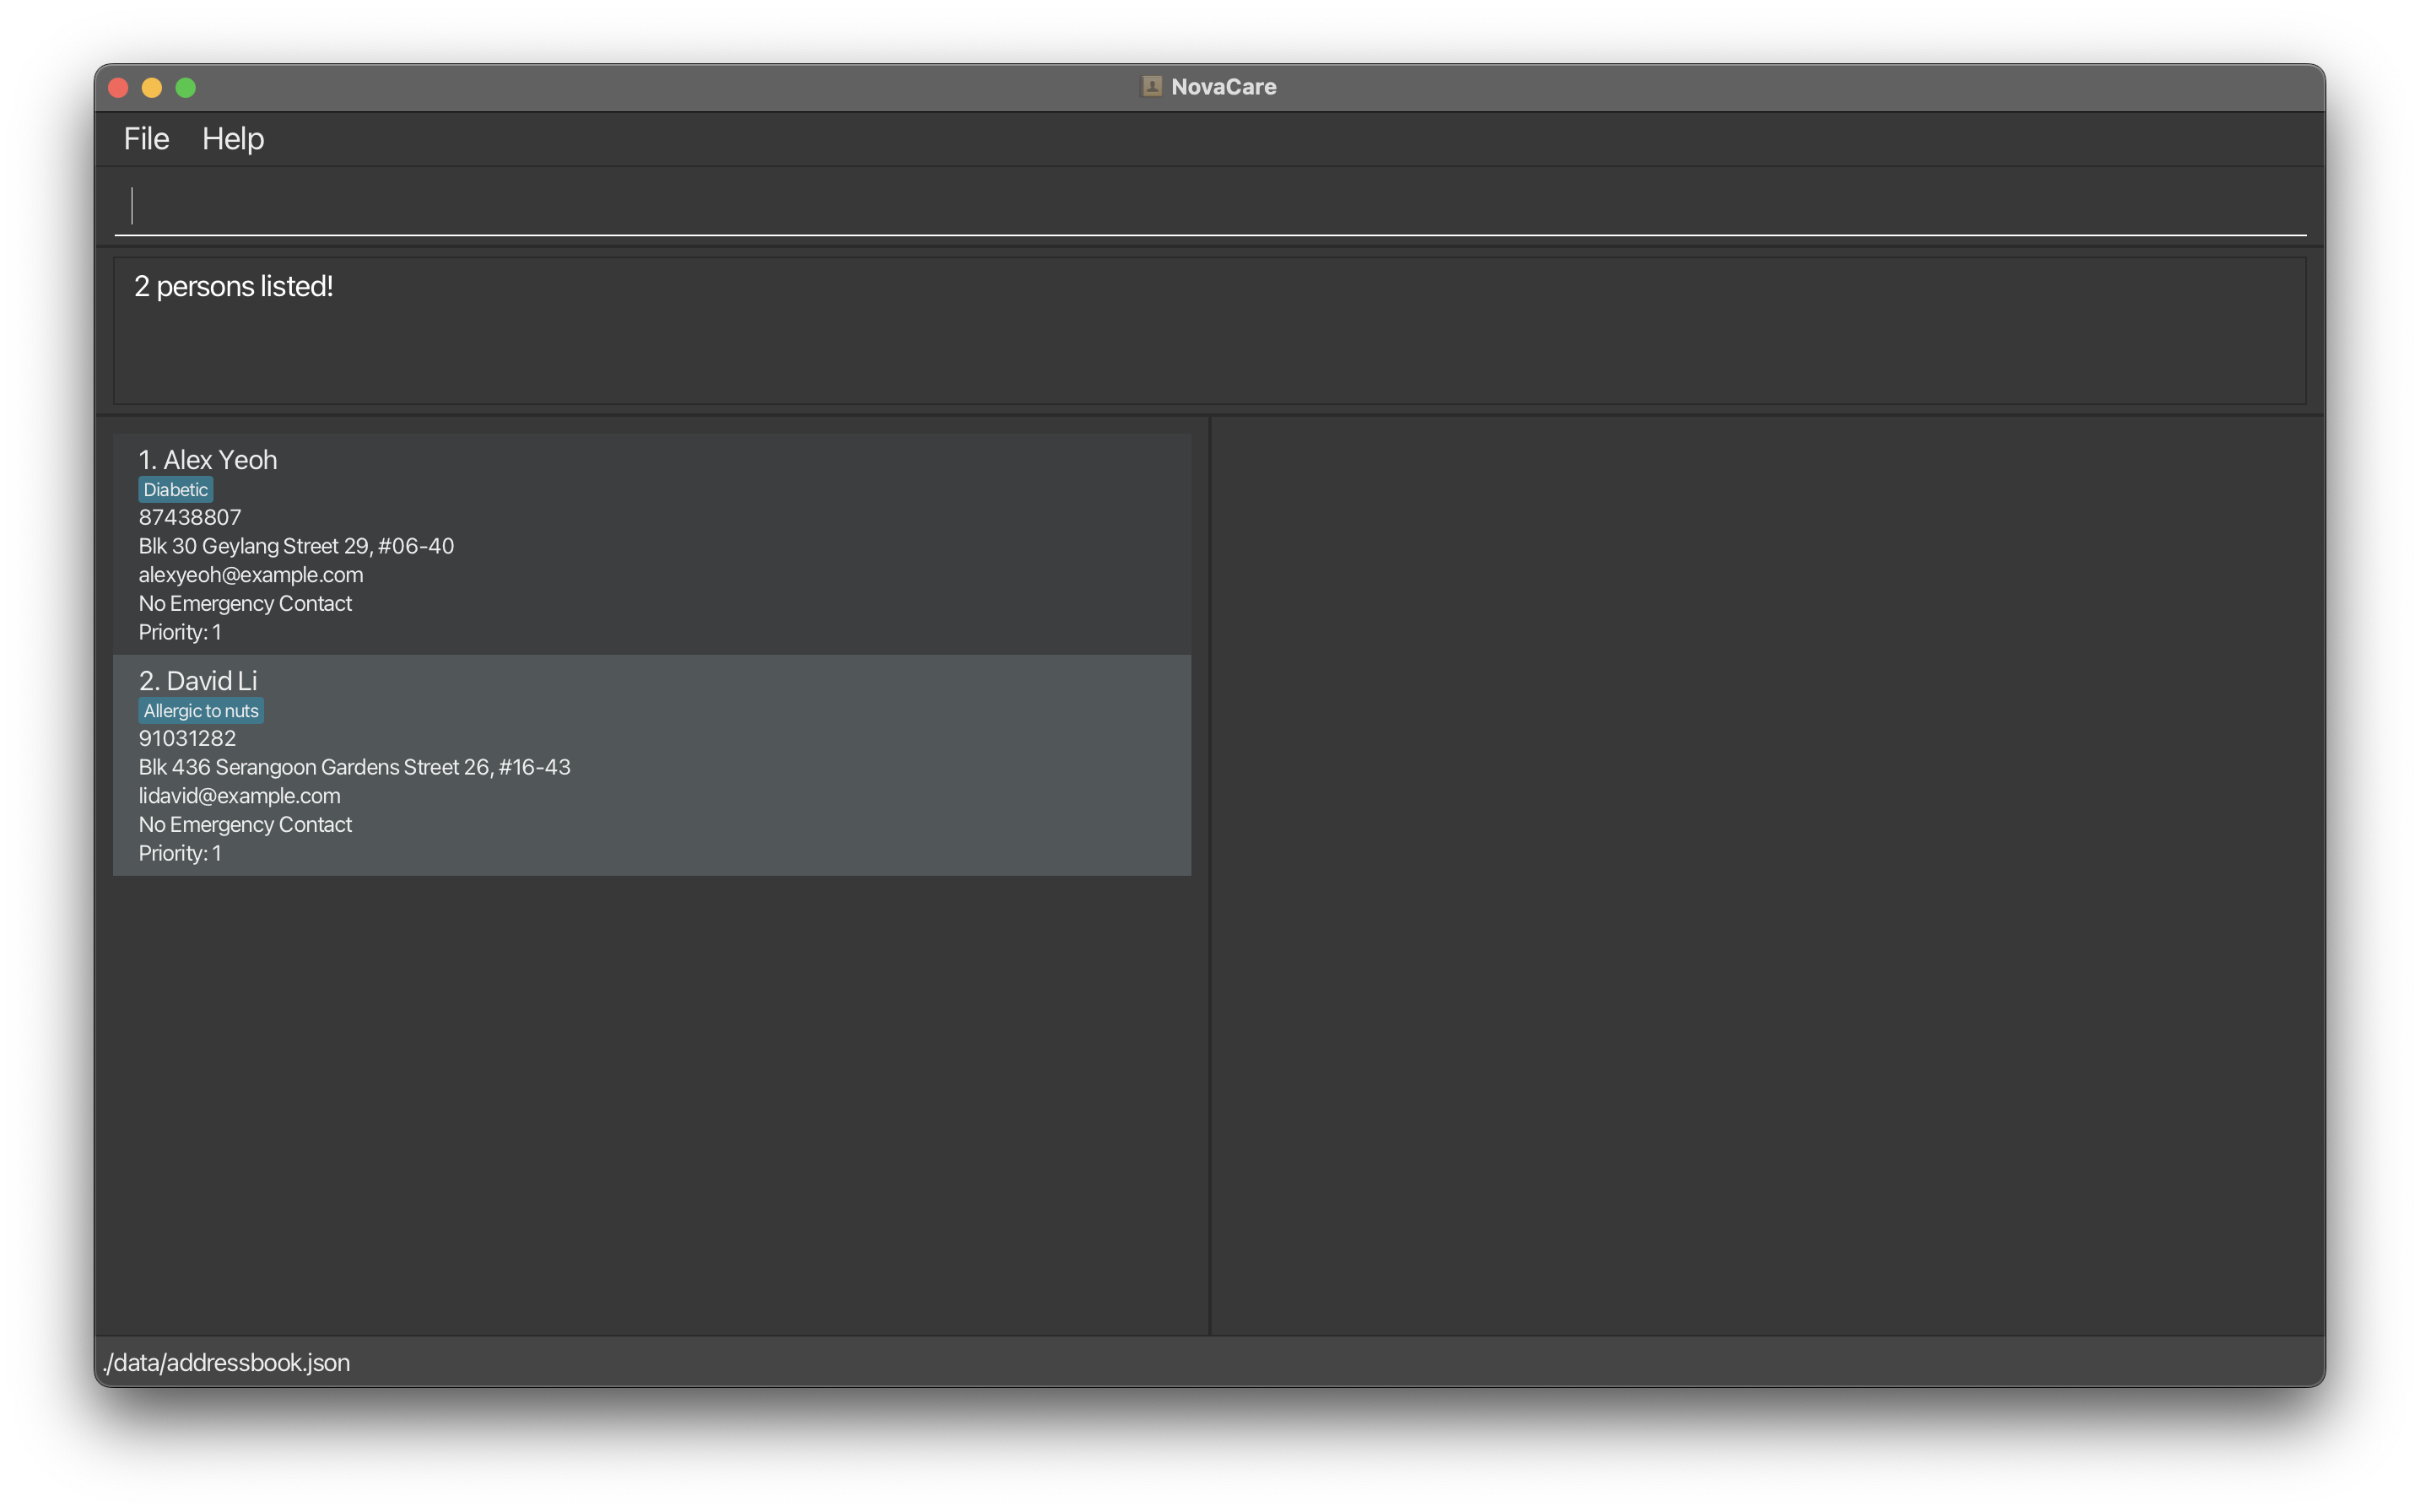 NovaCare
File Help
2 persons listed!
1. Alex Yeoh
Diabetic
87438807
Blk 30 Geylang Street 29, #06-40
alexyeoh@example.com
No Emergency Contact
Priority: 1
2. David Li
Allergic to nuts
91031282
Blk 436 Serangoon Gardens Street 26, #16-43
lidavid@example.com
No Emergency Contact
Priority: 1
./data/addressbook.json